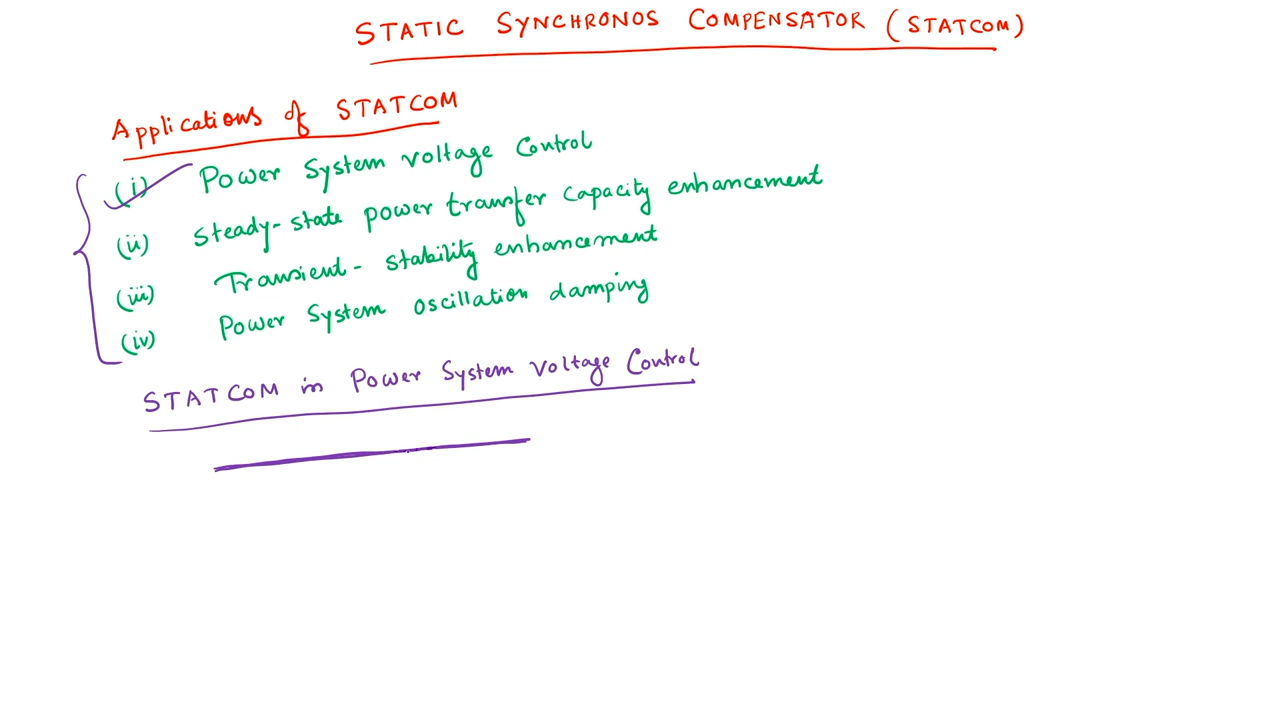 STATIC SYNCHRONOS COMPENSATOR (STATCOM)
Applications of STATCOM
(i) Power System voltage Control
(ii) Steady-state power transfer capacity enhancement
(iii) Transient-stability enhancement
(iv) Power System oscillation damping
STATCOM in Power System Voltage Control